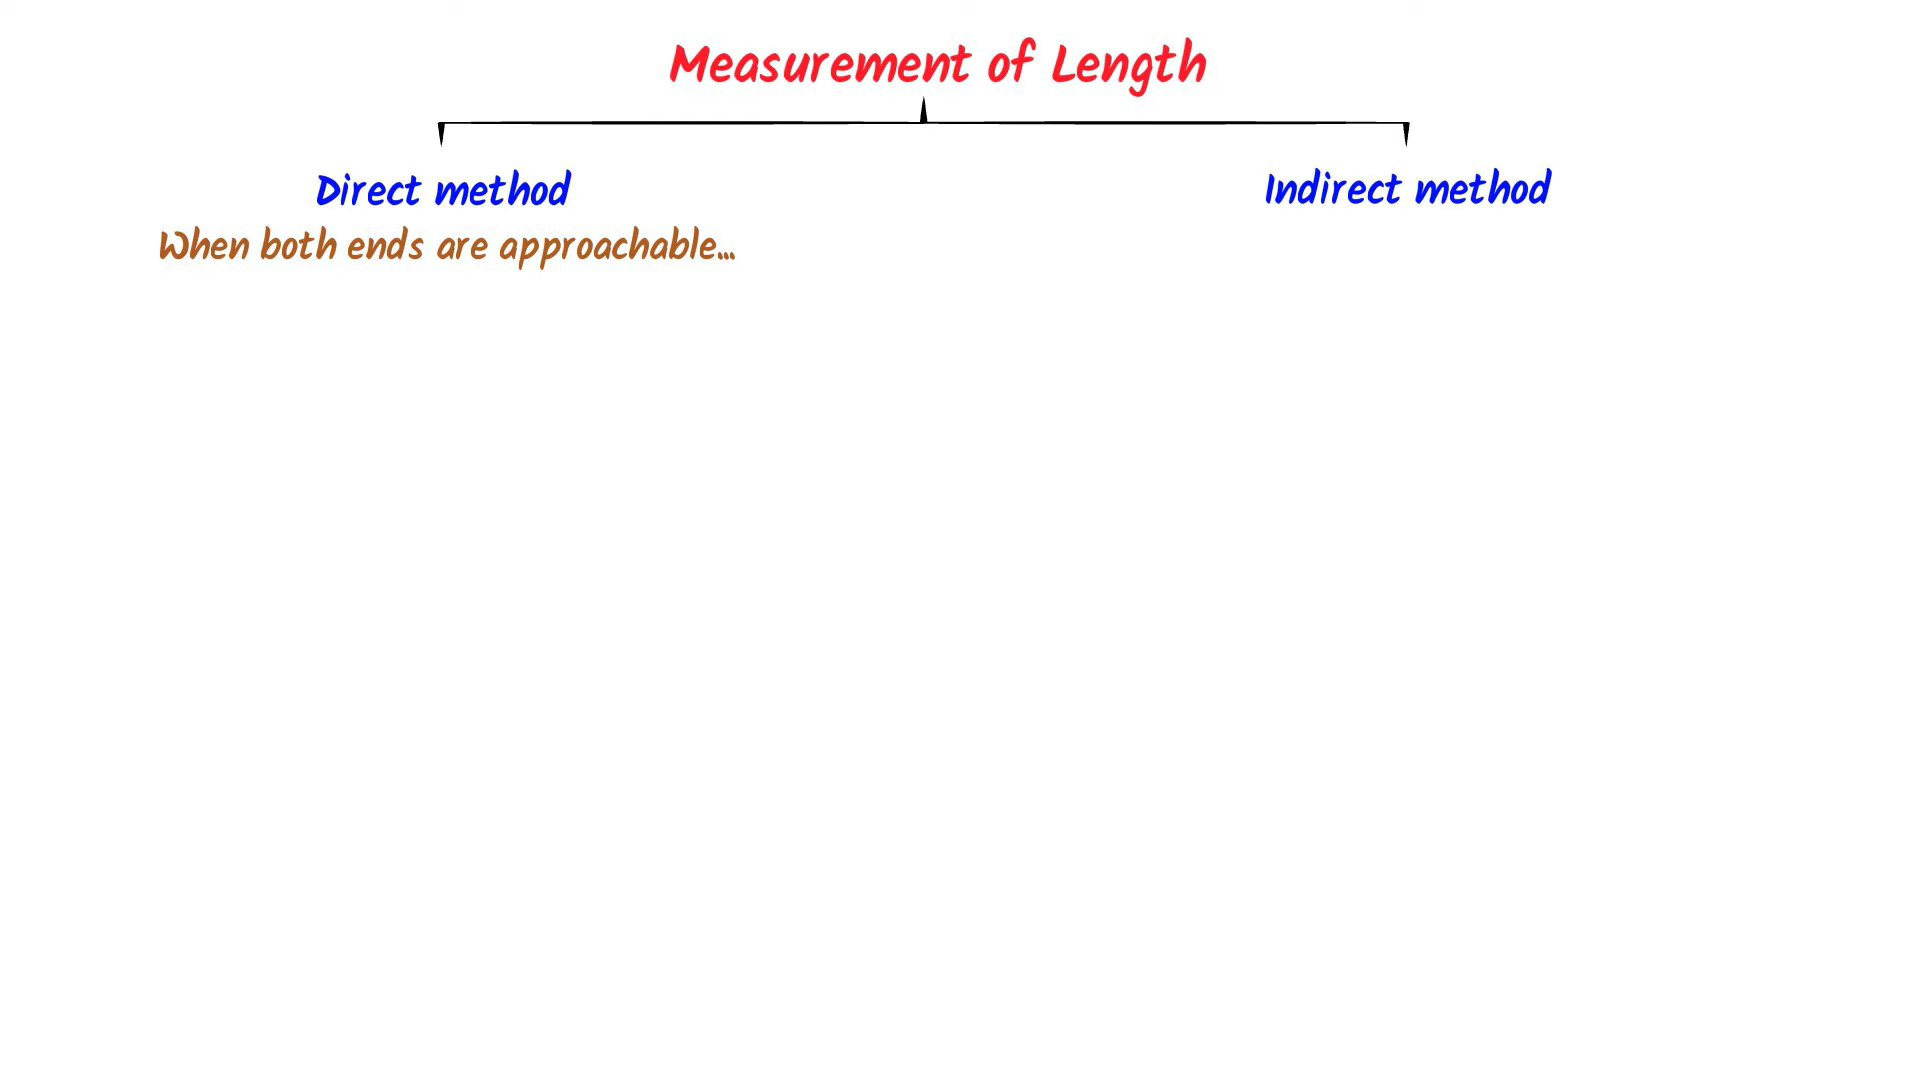 Measurement of Length
Direct method
Indirect method
When both ends are approachable...